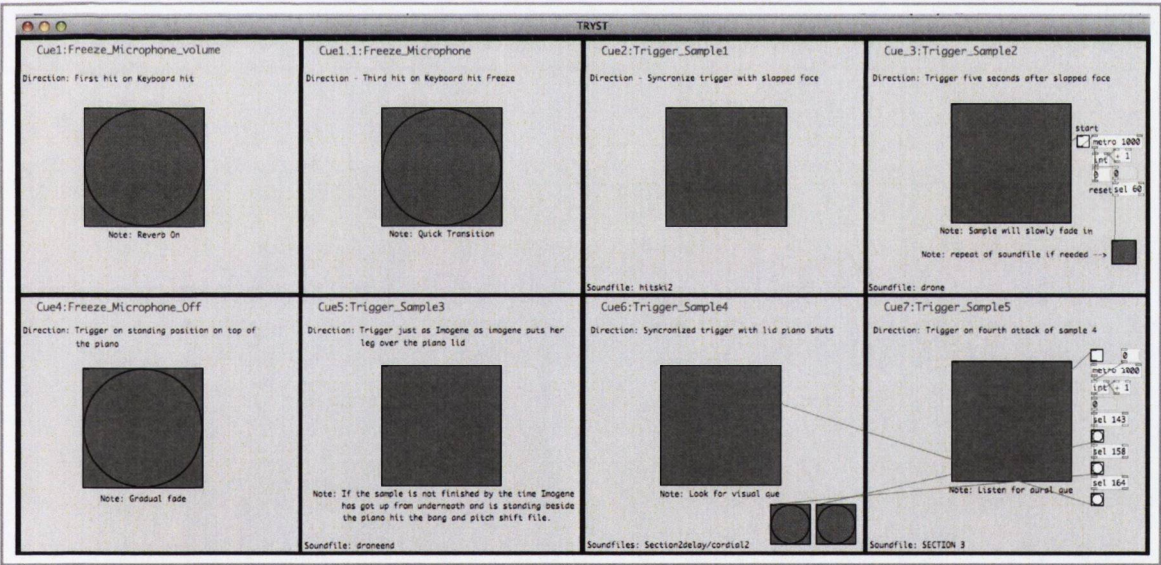 TRYST
Cue1:Freeze_Microphone_volume
Direction: First hit on Keyboard hit
Note: Reverb On
Cue1.1:Freeze_Microphone
Direction - Third hit on Keyboard hit Freeze
Note: Quick Transition
Cue2:Trigger_Sample1
Direction - Syncronize trigger with slapped face
Soundfile: hitski2
Cue_3:Trigger_Sample2
Direction: Trigger five seconds after slapped face
start
metro 1000
int + 1
0 0
reset sel 60
Note: Sample will slowly fade in
Note: repeat of soundfile if needed -->
Soundfile: drone
Cue4:Freeze_Microphone_Off
Direction: Trigger on standing position on top of
the piano
Note: Gradual fade
Cue5:Trigger_Sample3
Direction: Trigger just as Imogene as imogene puts her
leg over the piano lid
Note: If the sample is not finished by the time Imogene
has got up from underneath and is standing beside
the piano hit the bang and pitch shift file.
Soundfile: droneend
Cue6:Trigger_Sample4
Direction: Syncronized trigger with lid piano shuts
Note: Look for visual que
Soundfiles: Section2delay/cordial2
Cue7:Trigger_Sample5
Direction: Trigger on fourth attack of sample 4
0
metro 1000
int + 1
0
sel 143
sel 158
sel 164
Note: Listen for aural que
Soundfile: SECTION 3